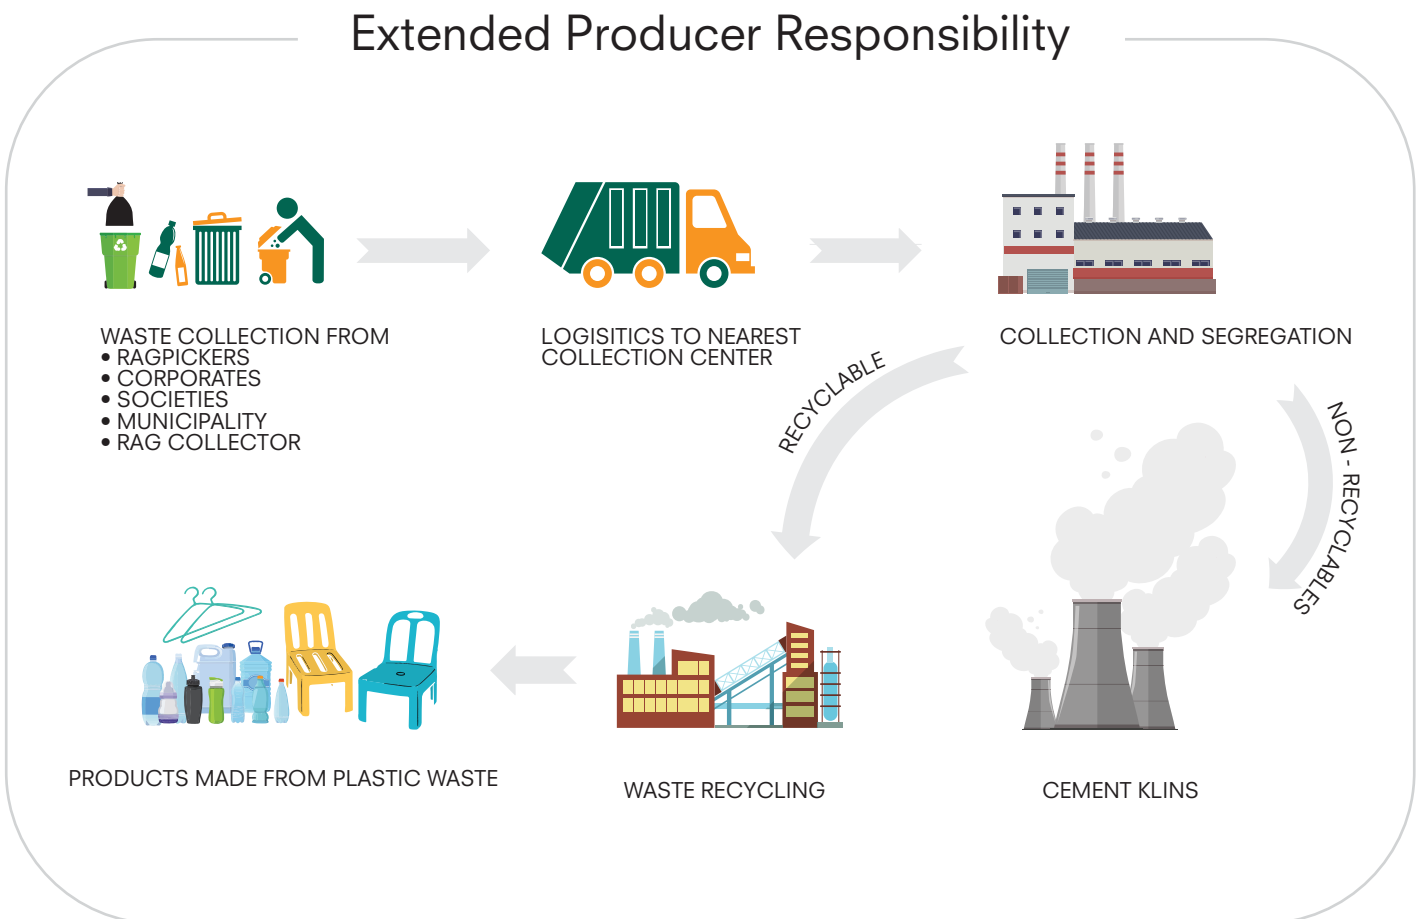 Extended Producer Responsibility
WASTE COLLECTION FROM
• RAGPICKERS
• CORPORATES
• SOCIETIES
• MUNICIPALITY
• RAG COLLECTOR
LOGISITICS TO NEAREST
COLLECTION CENTER
COLLECTION AND SEGREGATION
RECYCLABLE
NON - RECYCLABLES
PRODUCTS MADE FROM PLASTIC WASTE
WASTE RECYCLING
CEMENT KLINS